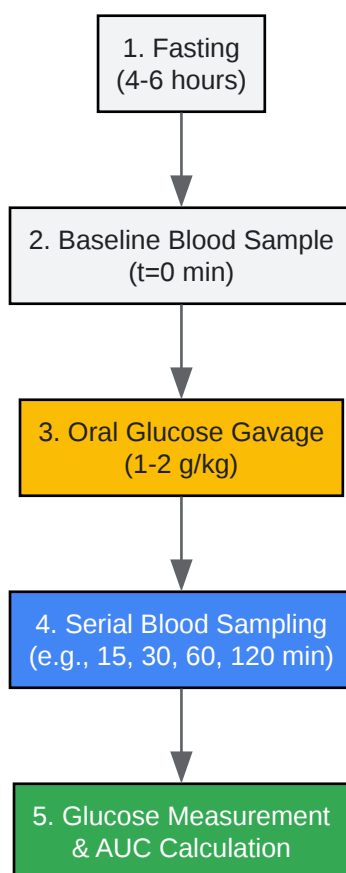 1. Fasting
(4-6 hours)
2. Baseline Blood Sample
(t=0 min)
3. Oral Glucose Gavage
(1-2 g/kg)
4. Serial Blood Sampling
(e.g., 15, 30, 60, 120 min)
5. Glucose Measurement
& AUC Calculation